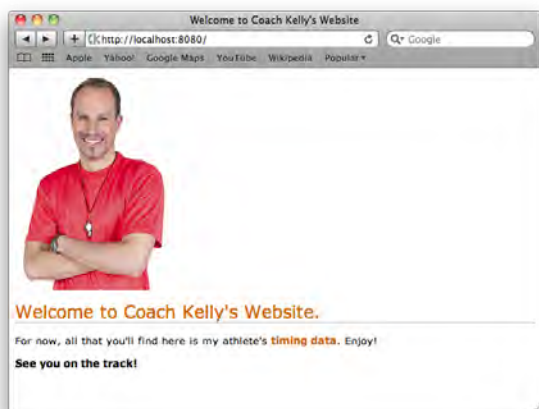 Welcome to Coach Kelly's Website
http://localhost:8080/
Google
Apple Yahoo! Google Maps YouTube Wikipedia Popular
Welcome to Coach Kelly's Website.
For now, all that you'll find here is my athlete's timing data. Enjoy!
See you on the track!